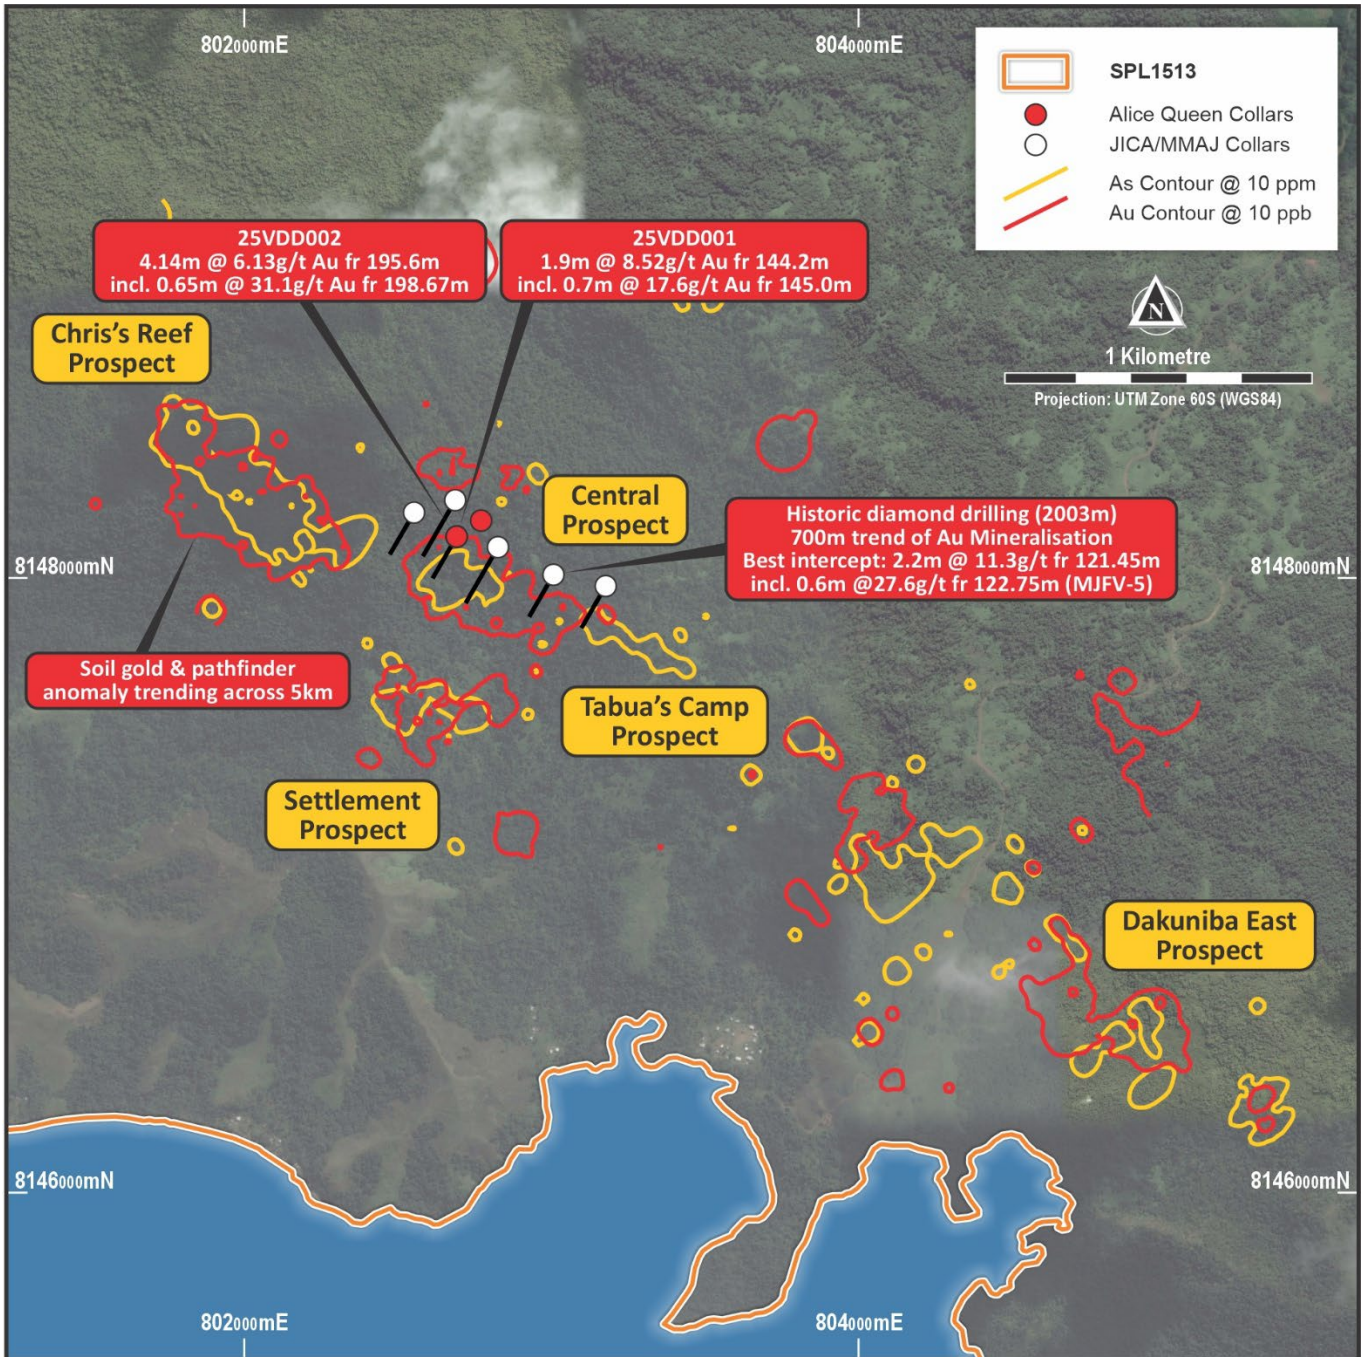 802000mE
804000mE
SPL1513
Alice Queen Collars
JICA/MMAJ Collars
As Contour @ 10 ppm
Au Contour @ 10 ppb
25VDD002
4.14m @ 6.13g/t Au fr 195.6m
incl. 0.65m @ 31.1g/t Au fr 198.67m
25VDD001
1.9m @ 8.52g/t Au fr 144.2m
incl. 0.7m @ 17.6g/t Au fr 145.0m
N
1 Kilometre
Projection: UTM Zone 60S (WGS84)
Chris's Reef
Prospect
Central
Prospect
Historic diamond drilling (2003m)
700m trend of Au Mineralisation
Best intercept: 2.2m @ 11.3g/t fr 121.45m
incl. 0.6m @27.6g/t fr 122.75m (MJFV-5)
8148000mN
8148000mN
Soil gold & pathfinder
anomaly trending across 5km
Tabua's Camp
Prospect
Settlement
Prospect
Dakuniba East
Prospect
8146000mN
8146000mN
802000mE
804000mE